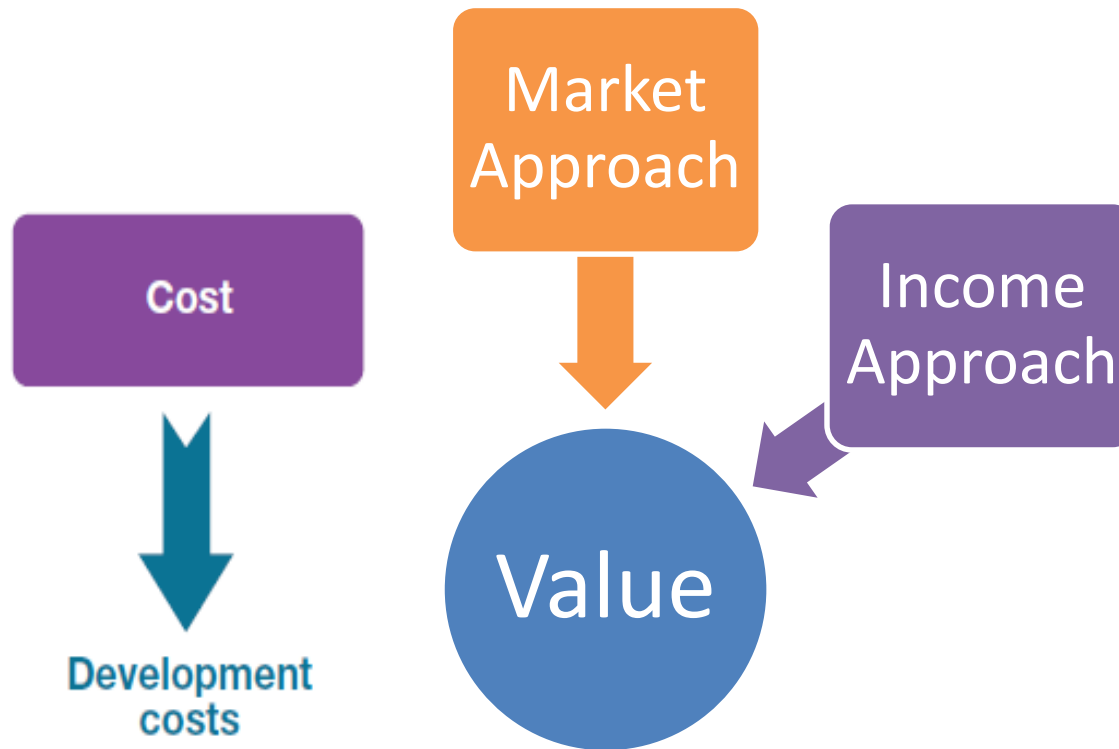 Market
Approach
Cost
Income
Approach
Value
Development
costs